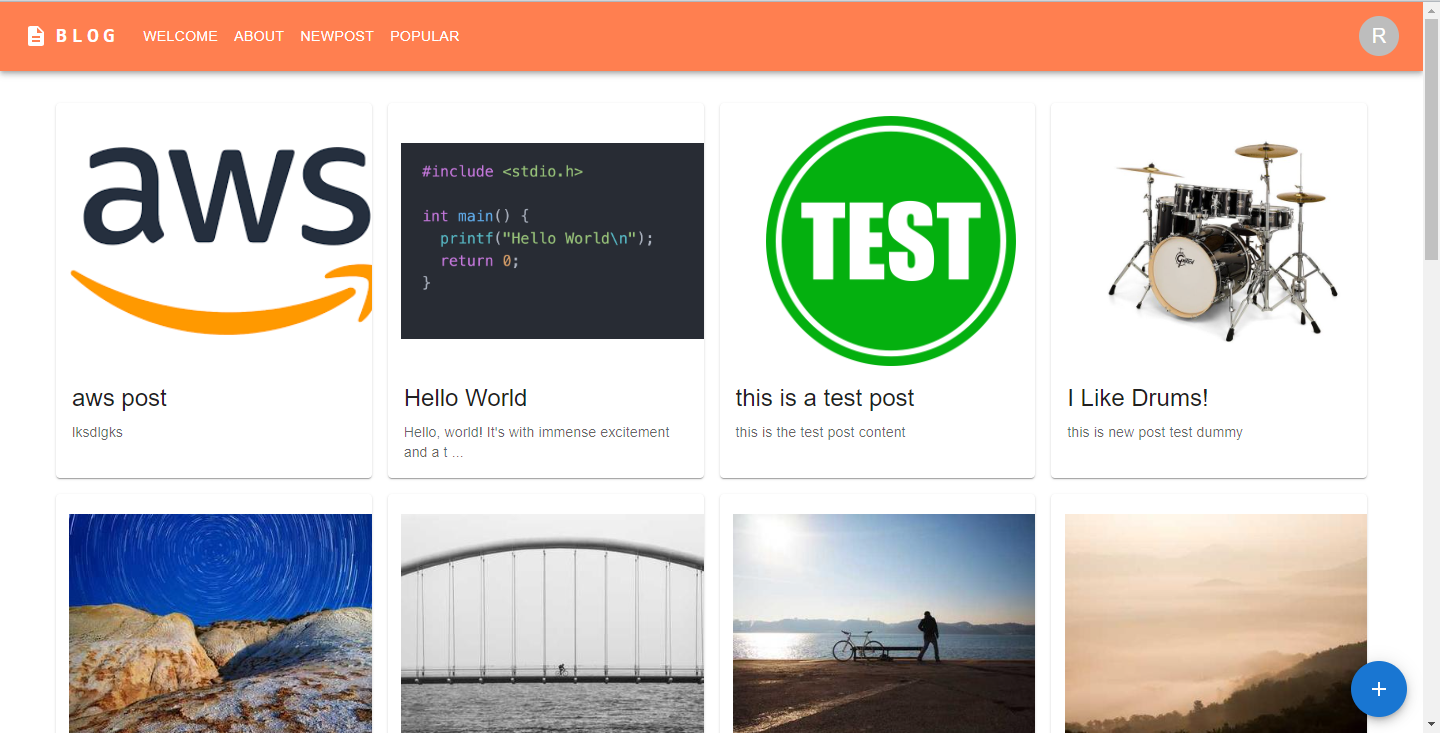 BLOG WELCOME ABOUT NEWPOST POPULAR R
aws
#include <stdio.h>
int main() {
printf("Hello World\n");
return 0;
}
TEST
aws post
lksdlgks
Hello World
Hello, world! It's with immense excitement
and a t ...
this is a test post
this is the test post content
I Like Drums!
this is new post test dummy
+